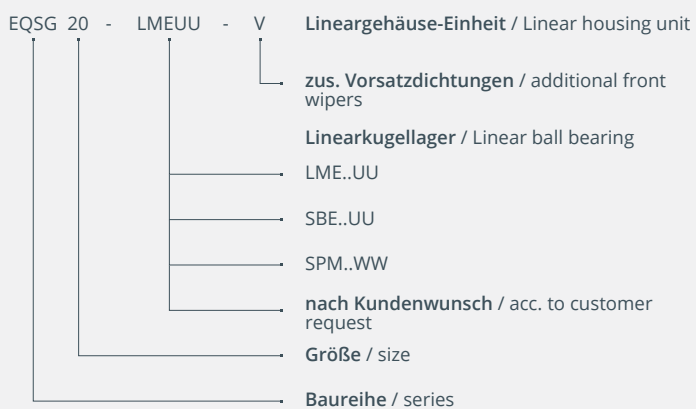 EQSG 20 - LMEUU - V Lineargehäuse-Einheit / Linear housing unit
zus. Vorsatzdichtungen / additional front
wipers
Linearkugellager / Linear ball bearing
LME..UU
SBE..UU
SPM..WW
nach Kundenwunsch / acc. to customer
request
Größe / size
Baureihe / series